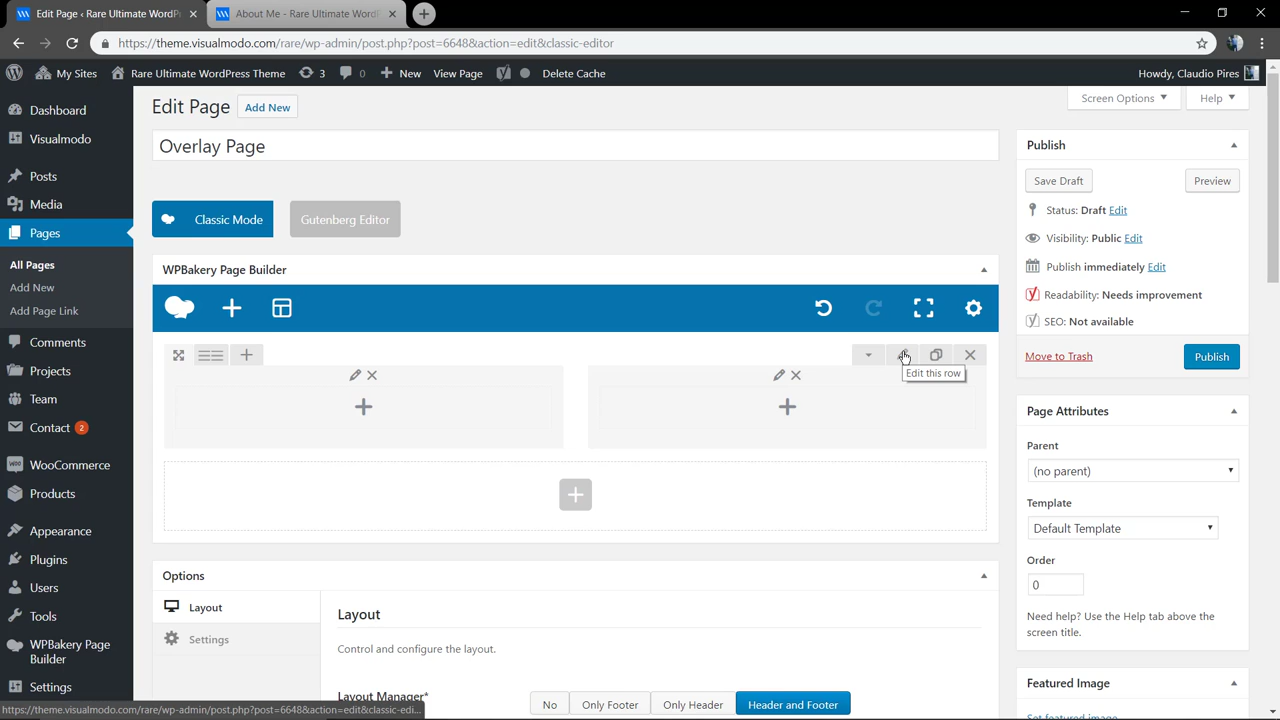 Edit Page ‹ Rare Ultimate WordP
About Me - Rare Ultimate WordP
https://theme.visualmodo.com/rare/wp-admin/post.php?post=6648&action=edit&classic-editor
My Sites
Rare Ultimate WordPress Theme
3
0
New
View Page
Delete Cache
Howdy, Claudio Pires
Dashboard
Visualmodo
Posts
Media
Pages
All Pages
Add New
Add Page Link
Comments
Projects
Team
Contact 2
WooCommerce
Products
Appearance
Plugins
Users
Tools
WPBakery Page
Builder
Settings
Edit Page
Add New
Screen Options
Help
Overlay Page
Classic Mode
Gutenberg Editor
WPBakery Page Builder
Edit this row
Options
Layout
Settings
Layout
Control and configure the layout.
Layout Manager*
No
Only Footer
Only Header
Header and Footer
Publish
Save Draft
Preview
Status: Draft Edit
Visibility: Public Edit
Publish immediately Edit
Readability: Needs improvement
SEO: Not available
Move to Trash
Publish
Page Attributes
Parent
(no parent)
Template
Default Template
Order
0
Need help? Use the Help tab above the
screen title.
Featured Image
Set featured image
https://theme.visualmodo.com/rare/wp-admin/post.php?post=6648&action=edit&classic-edi...